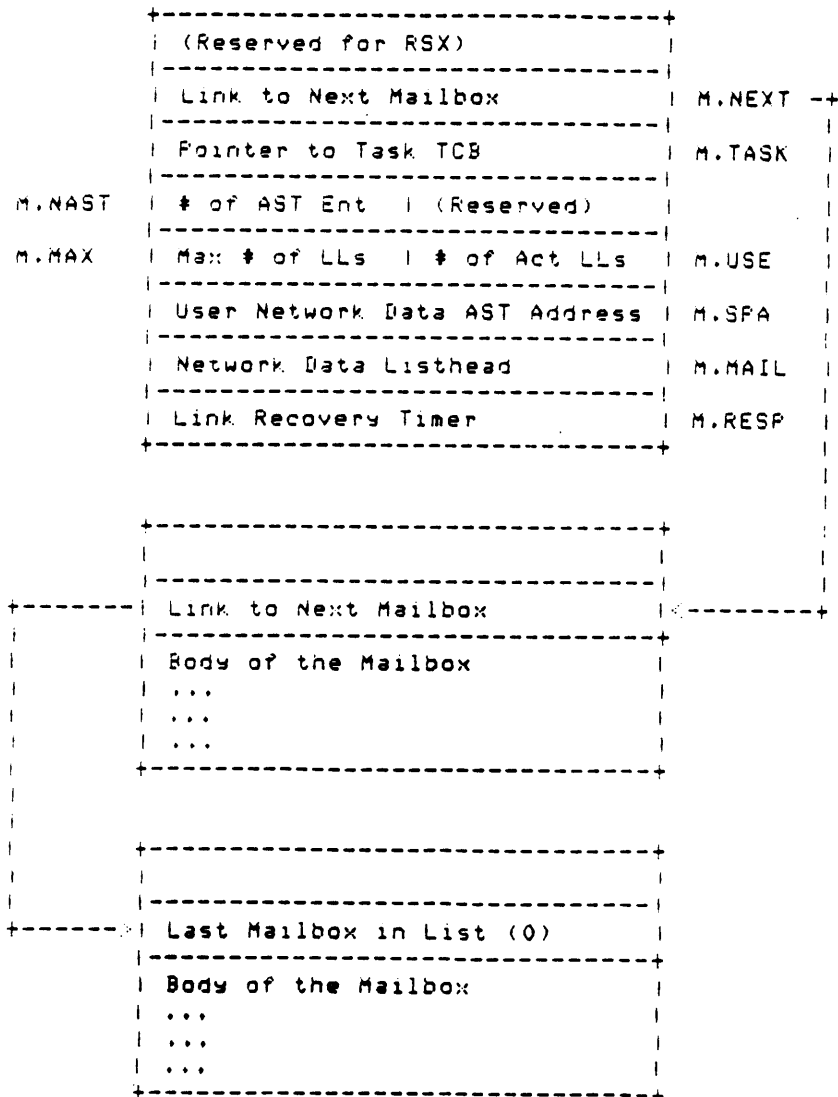 (Reserved for RSX)
Link to Next Mailbox M.NEXT
Pointer to Task TCB M.TASK
M.NAST # of AST Ent | (Reserved)
M.MAX Max # of LLs | # of Act LLs M.USE
User Network Data AST Address M.SPA
Network Data Listhead M.MAIL
Link Recovery Timer M.RESP
Link to Next Mailbox
Body of the Mailbox
...
...
...
Last Mailbox in List (0)
Body of the Mailbox
...
...
...